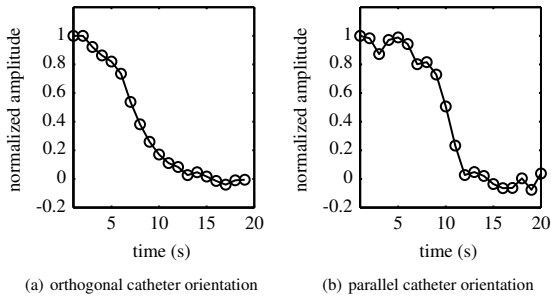 1
0.8
0.6
0.4
0.2
0
-0.2
normalized amplitude
5 10 15 20
time (s)
(a) orthogonal catheter orientation
1
0.8
0.6
0.4
0.2
0
-0.2
normalized amplitude
5 10 15 20
time (s)
(b) parallel catheter orientation